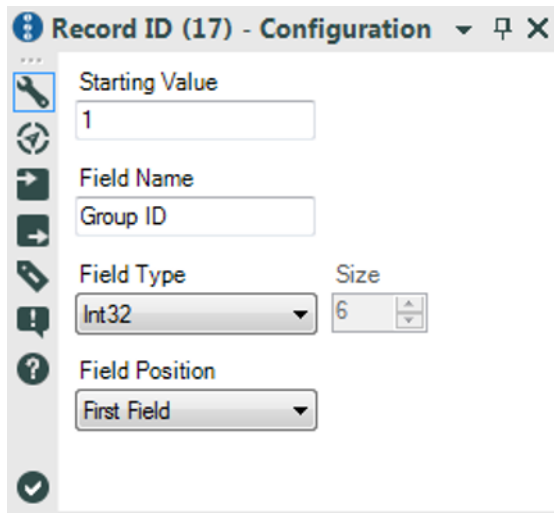 Record ID (17) - Configuration
Starting Value
1
Field Name
Group ID
Field Type Size
Int32 6
Field Position
First Field